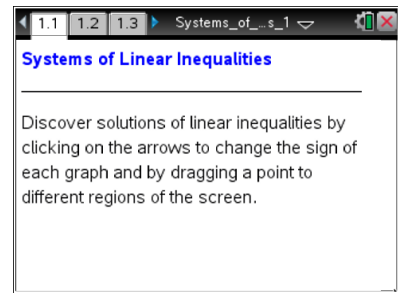 1.1 1.2 1.3 Systems_of_...s_1
Systems of Linear Inequalities
Discover solutions of linear inequalities by
clicking on the arrows to change the sign of
each graph and by dragging a point to
different regions of the screen.